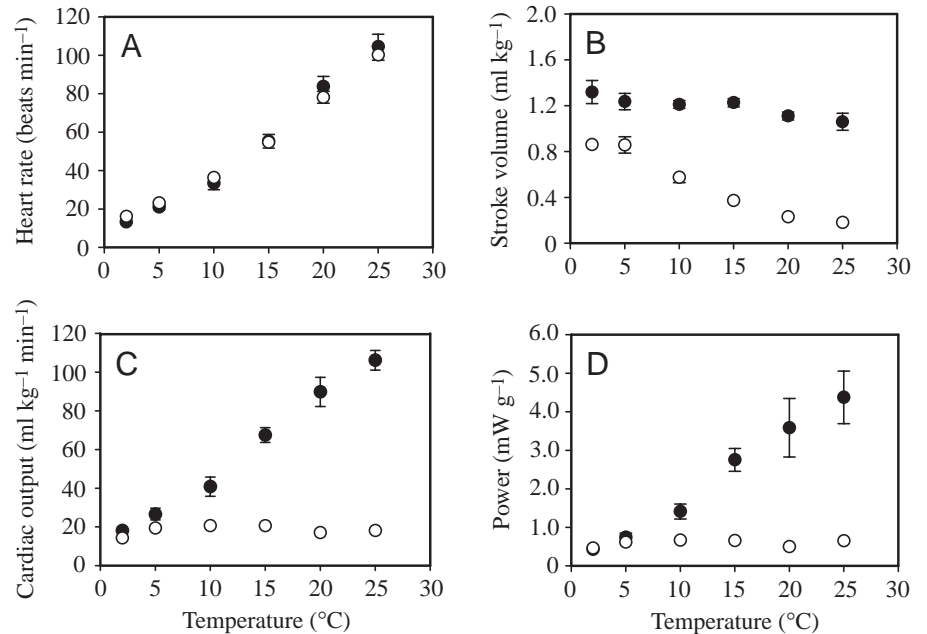 A
Heart rate (beats min⁻¹)
120
100
80
60
40
20
0
0 5 10 15 20 25 30
B
Stroke volume (ml kg⁻¹)
2.0
1.6
1.2
0.8
0.4
0
0 5 10 15 20 25 30
C
Cardiac output (ml kg⁻¹ min⁻¹)
120
100
80
60
40
20
0
0 5 10 15 20 25 30
Temperature (°C)
D
Power (mW g⁻¹)
6.0
5.0
4.0
3.0
2.0
1.0
0
0 5 10 15 20 25 30
Temperature (°C)